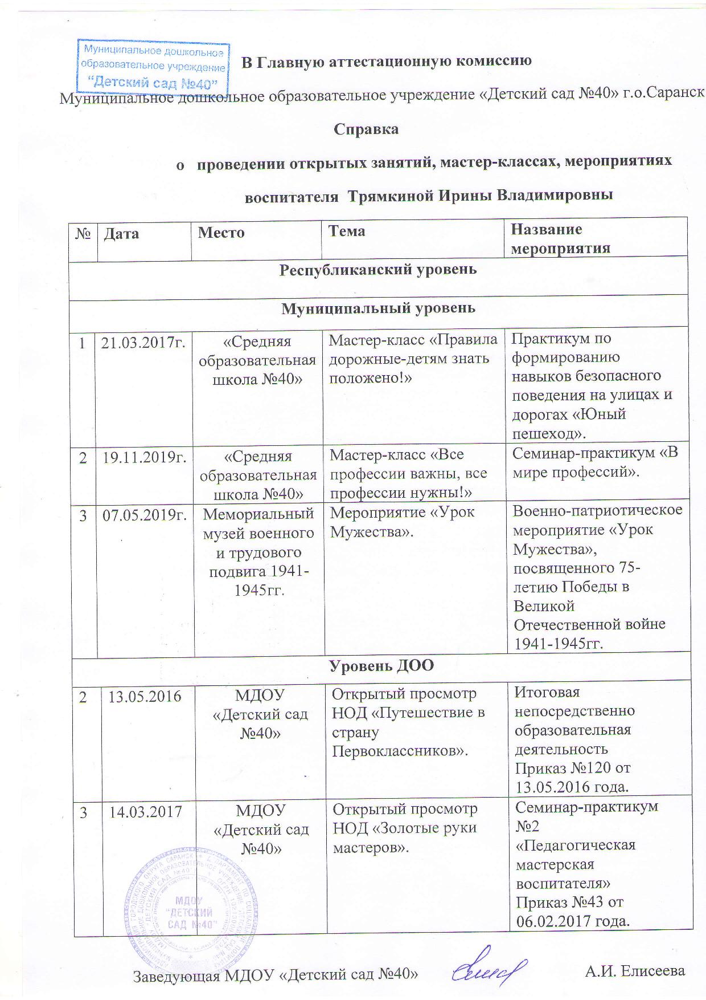 Муниципальное дошкольное
образовательное учреждение
“Детский сад №40”
В Главную аттестационную комиссию
Муниципальное дошкольное образовательное учреждение «Детский сад №40» г.о.Саранск
Справка
о проведении открытых занятий, мастер-классах, мероприятиях
воспитателя Трямкиной Ирины Владимировны
№ Дата Место Тема Название
мероприятия
Республиканский уровень
Муниципальный уровень
1 21.03.2017г. «Средняя Мастер-класс «Правила Практикум по
образовательная дорожные-детям знать формированию
школа №40» положено!» навыков безопасного
поведения на улицах и
дорогах «Юный
пешеход».
2 19.11.2019г. «Средняя Мастер-класс «Все Семинар-практикум «В
образовательная профессии важны, все мире профессий».
школа №40» профессии нужны!»
3 07.05.2019г. Мемориальный Мероприятие «Урок Военно-патриотическое
музей военного Мужества». мероприятие «Урок
и трудового Мужества»,
подвига 1941- посвященного 75-
1945гг. летию Победы в
Великой
Отечественной войне
1941-1945гг.
Уровень ДОО
2 13.05.2016 МДОУ Открытый просмотр Итоговая
«Детский сад НОД «Путешествие в непосредственно
№40» страну образовательная
Первоклассников». деятельность
Приказ №120 от
13.05.2016 года.
3 14.03.2017 МДОУ Открытый просмотр Семинар-практикум
«Детский сад НОД «Золотые руки №2
№40» мастеров». «Педагогическая
мастерская
воспитателя»
Приказ №43 от
06.02.2017 года.
МДОУ
"ДЕТСКИЙ
САД №40"
Заведующая МДОУ «Детский сад №40» А.И. Елисеева